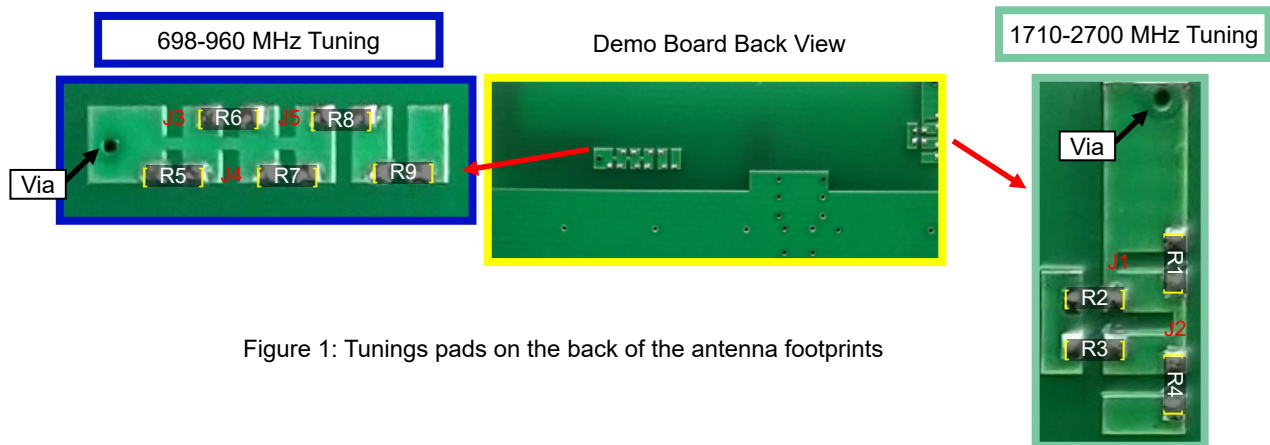 698-960 MHz Tuning
Demo Board Back View
1710-2700 MHz Tuning
J3
R6
J5
R8
Via
R5
J4
R7
R9
Via
J1
R1
R2
J2
R3
R4
Figure 1: Tunings pads on the back of the antenna footprints